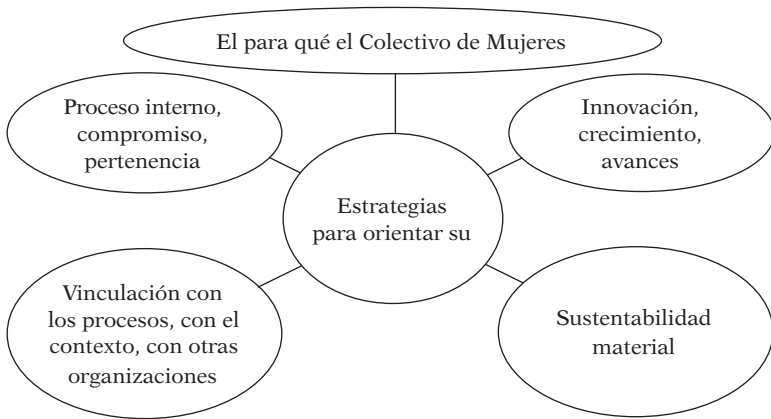 El para qué el Colectivo de Mujeres
Proceso interno,
compromiso,
pertenencia
Innovación,
crecimiento,
avances
Estrategias
para orientar su
Vinculación con
los procesos, con el
contexto, con otras
organizaciones
Sustentabilidad
material